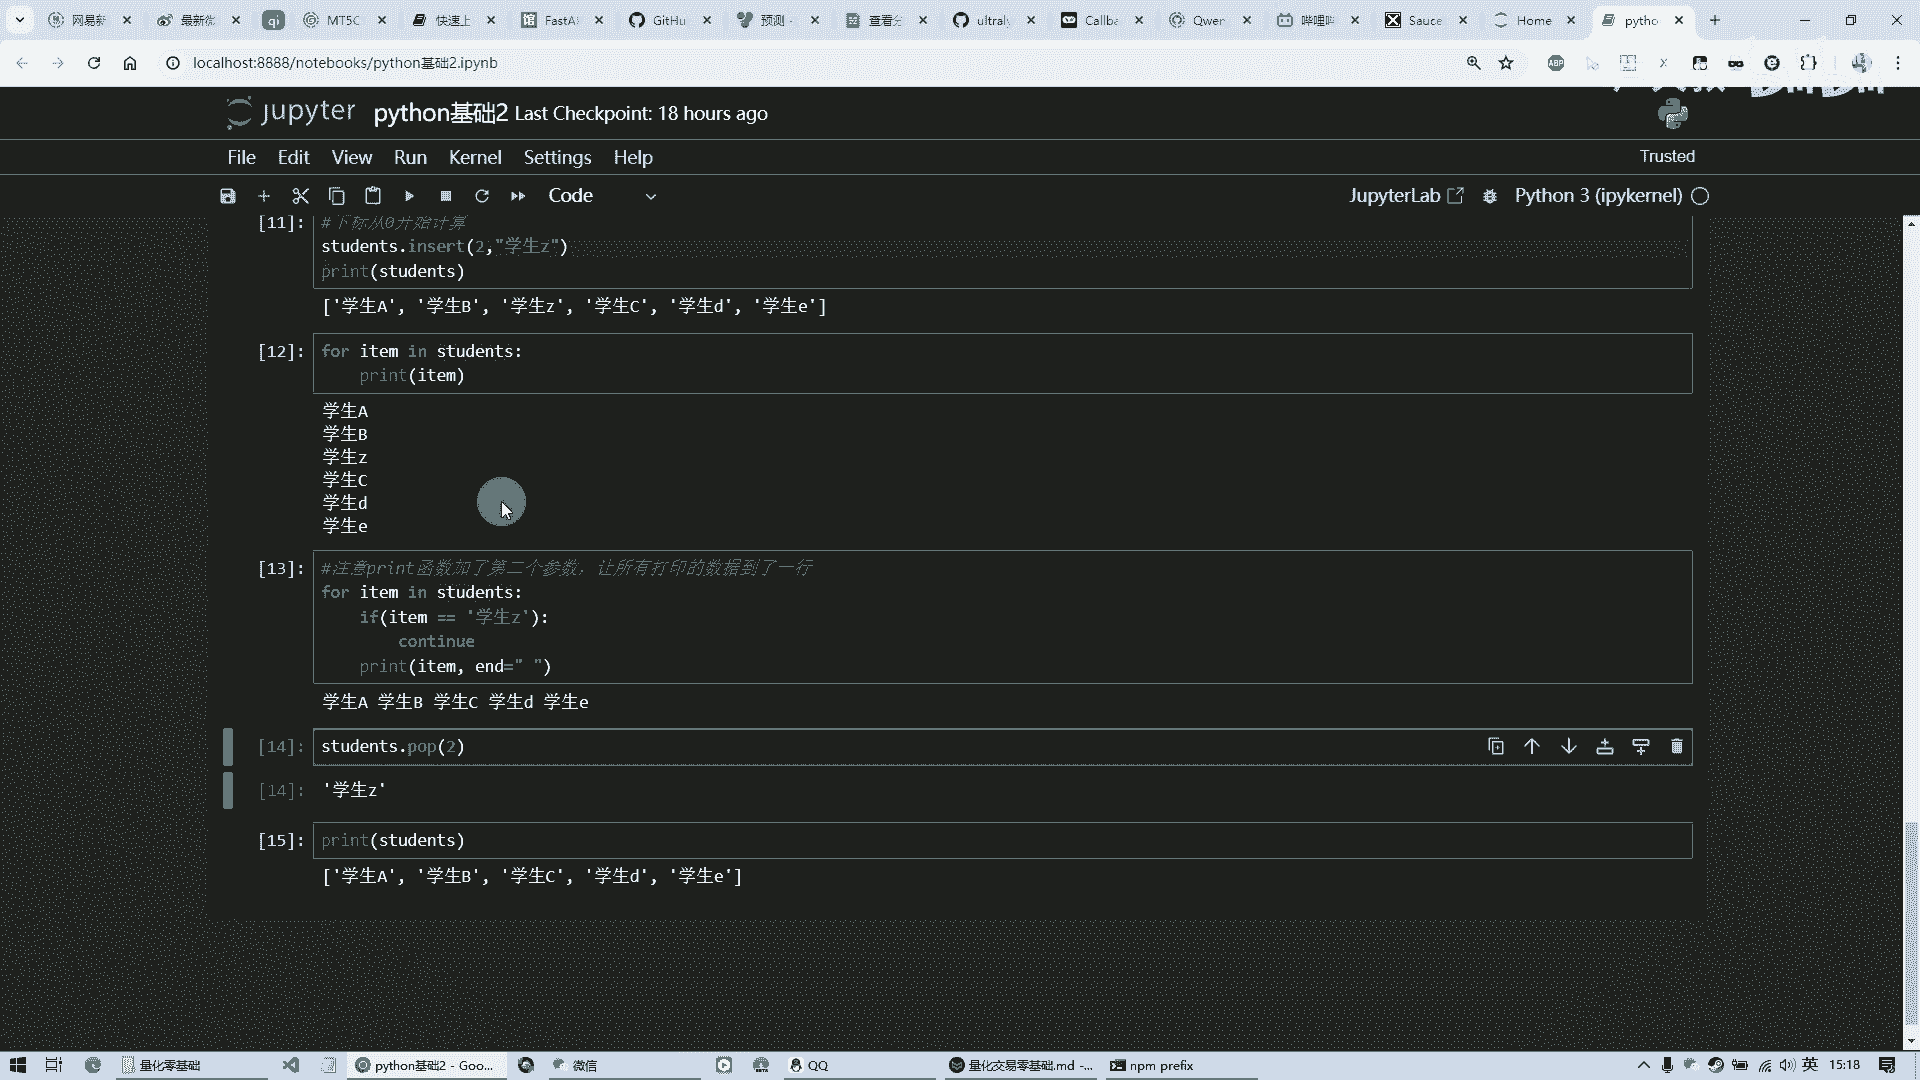 网易新
最新微
qi
MT5C
快速上
FastA
GitHu
预测 -
查看分
ultraly
Callba
Qwer
哔哩哔
Sauce
Home
pytho
localhost:8888/notebooks/python基础2.ipynb
ABP
jupyter python基础2 Last Checkpoint: 18 hours ago
File Edit View Run Kernel Settings Help
Trusted
Code
JupyterLab
Python 3 (ipykernel)
[11]: #下标从0开始计算
students.insert(2,"学生z")
print(students)
['学生A', '学生B', '学生z', '学生C', '学生d', '学生e']
[12]: for item in students:
print(item)
学生A
学生B
学生z
学生C
学生d
学生e
[13]: #注意print函数加了第二个参数，让所有打印的数据到了一行
for item in students:
if(item == '学生z'):
continue
print(item, end=" ")
学生A 学生B 学生C 学生d 学生e
[14]: students.pop(2)
[14]: '学生z'
[15]: print(students)
['学生A', '学生B', '学生C', '学生d', '学生e']
量化零基础
python基础2 - Goo...
微信
QQ
量化交易零基础.md -...
npm prefix
英
15:18